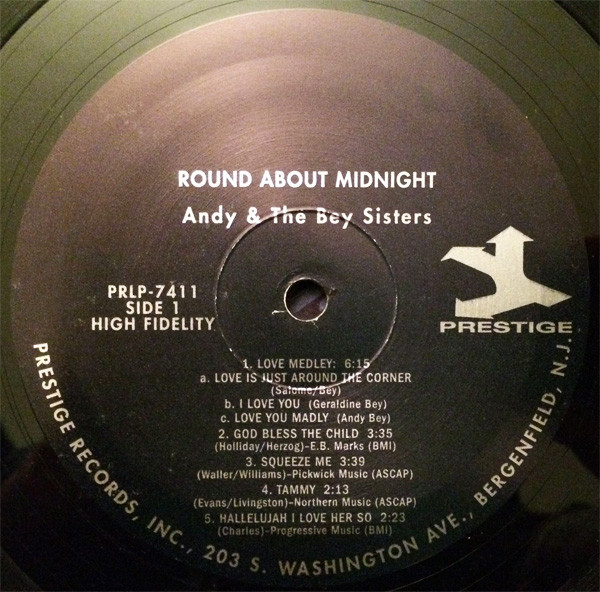 ROUND ABOUT MIDNIGHT
Andy & The Bey Sisters
PRLP-7411
SIDE 1
HIGH FIDELITY
PRESTIGE
1. LOVE MEDLEY: 6:15
a. LOVE IS JUST AROUND THE CORNER
(Salome/Bey)
b. I LOVE YOU (Geraldine Bey)
c. LOVE YOU MADLY (Andy Bey)
2. GOD BLESS THE CHILD 3:35
(Holliday/Herzog)-E.B. Marks (BMI)
3. SQUEEZE ME 3:39
(Waller/Williams)-Pickwick Music (ASCAP)
4. TAMMY 2:13
(Evans/Livingston)-Northern Music (ASCAP)
5. HALLELUJAH I LOVE HER SO 2:23
(Charles)-Progressive Music (BMI)
PRESTIGE RECORDS, INC., 203 S. WASHINGTON AVE., BERGENFIELD, N.J.